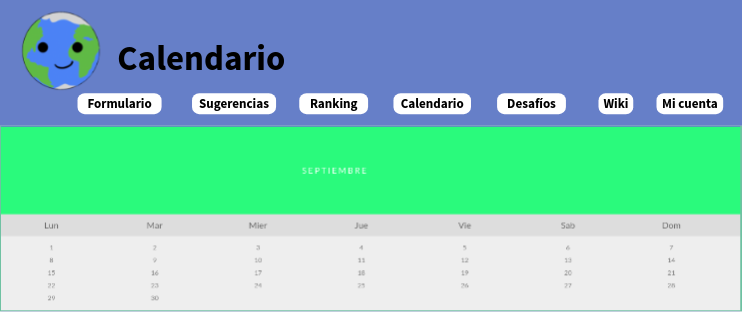 Calendario
Formulario Sugerencias Ranking Calendario Desafíos Wiki Mi cuenta
SEPTIEMBRE
Lun Mar Mier Jue Vie Sab Dom
1 2 3 4 5 6 7
8 9 10 11 12 13 14
15 16 17 18 19 20 21
22 23 24 25 26 27 28
29 30